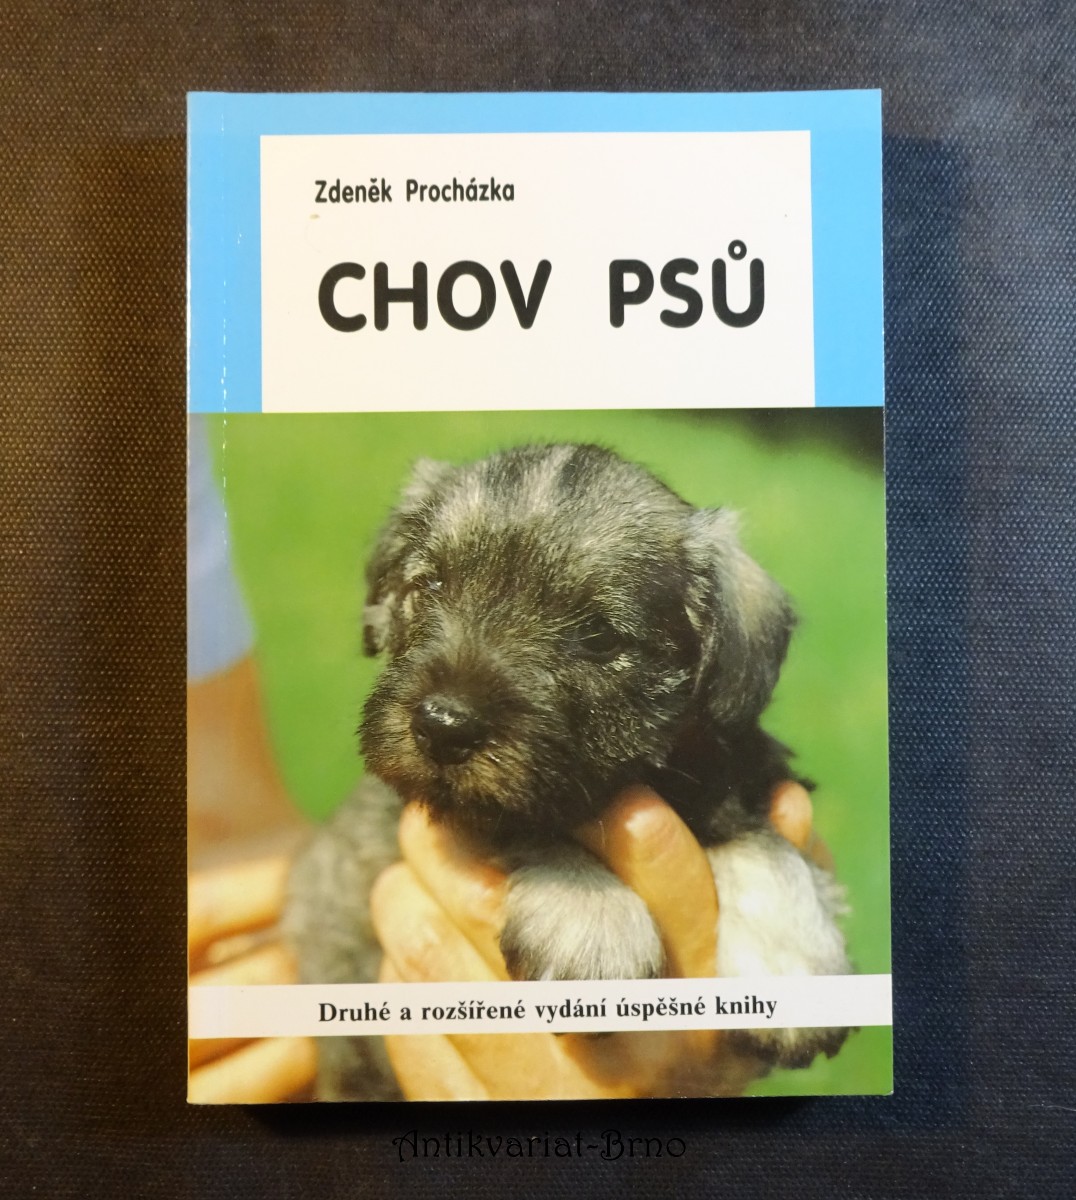 Zdeněk Procházka
CHOV PSŮ
Druhé a rozšířené vydání úspěšné knihy
Antikvariat-Brno